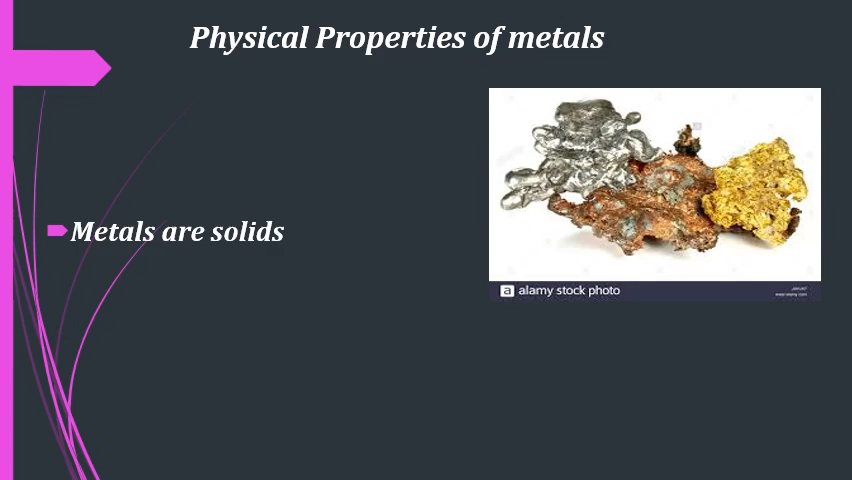 Physical Properties of metals
Metals are solids
a alamy stock photo